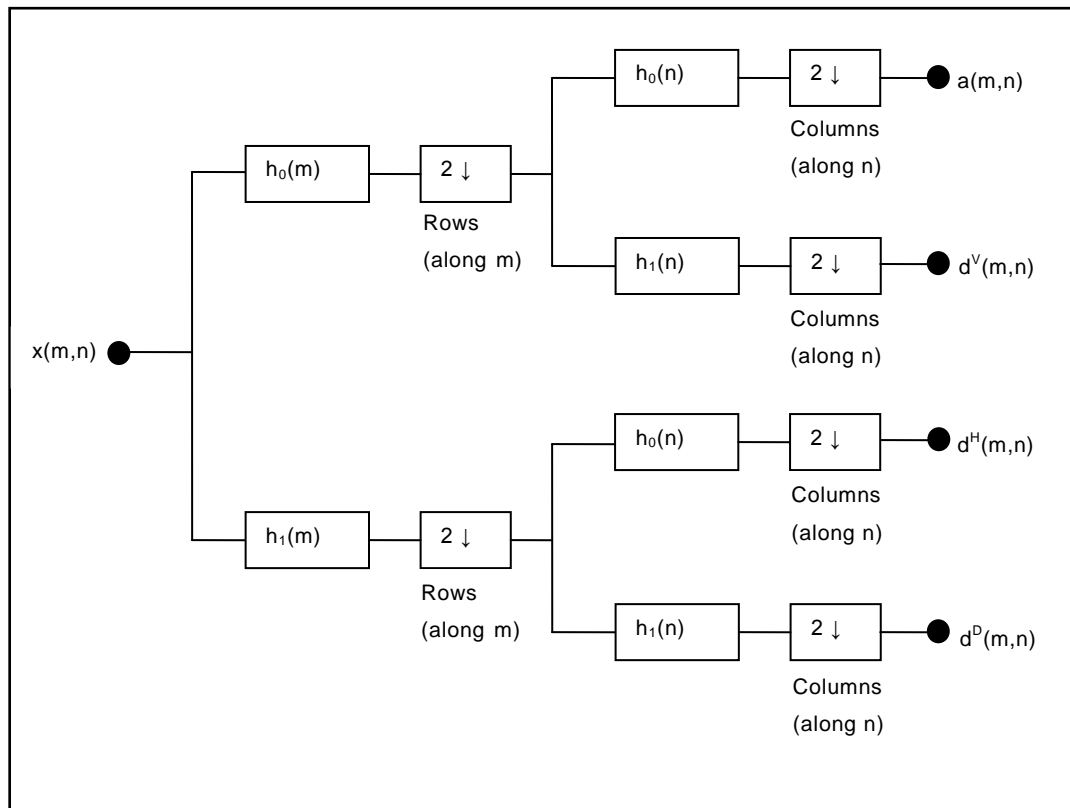 h₀(n)
2 ↓
a(m,n)
Columns
(along n)
h₀(m)
2 ↓
Rows
(along m)
h₁(n)
2 ↓
dⱽ(m,n)
Columns
(along n)
x(m,n)
h₀(n)
2 ↓
dᴴ(m,n)
Columns
(along n)
h₁(m)
2 ↓
Rows
(along m)
h₁(n)
2 ↓
dᴰ(m,n)
Columns
(along n)